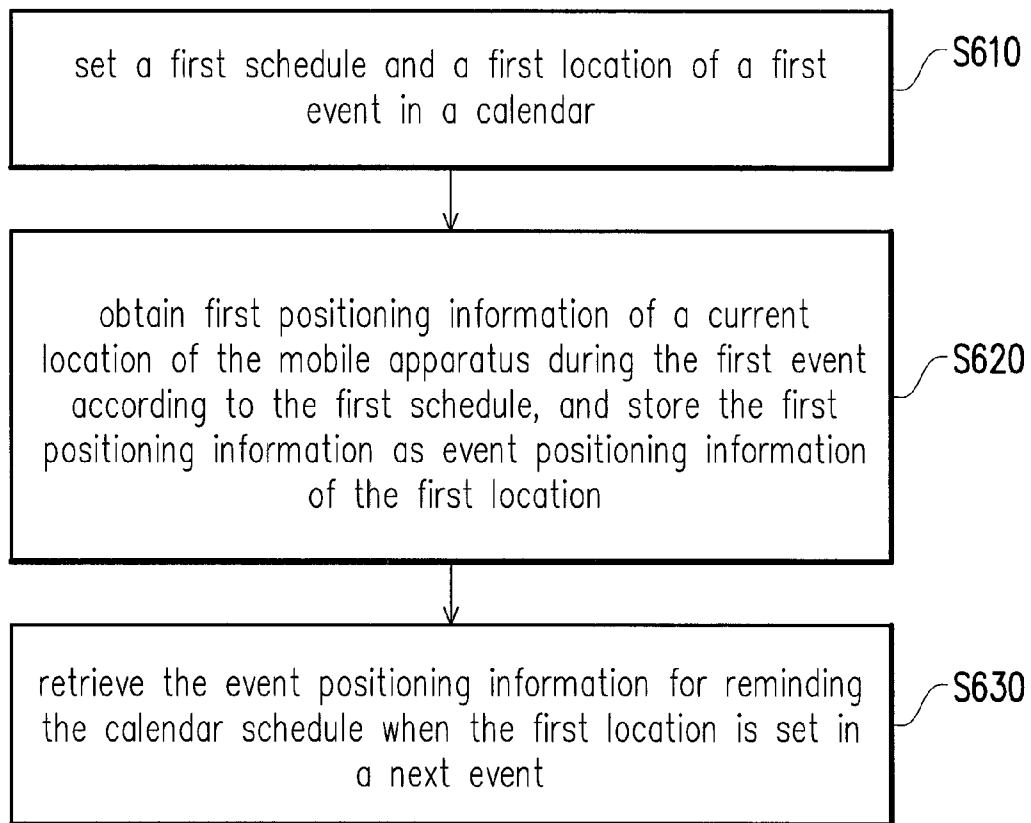 set a first schedule and a first location of a first
event in a calendar
S610
obtain first positioning information of a current
location of the mobile apparatus during the first event
according to the first schedule, and store the first
positioning information as event positioning information
of the first location
S620
retrieve the event positioning information for reminding
the calendar schedule when the first location is set in
a next event
S630